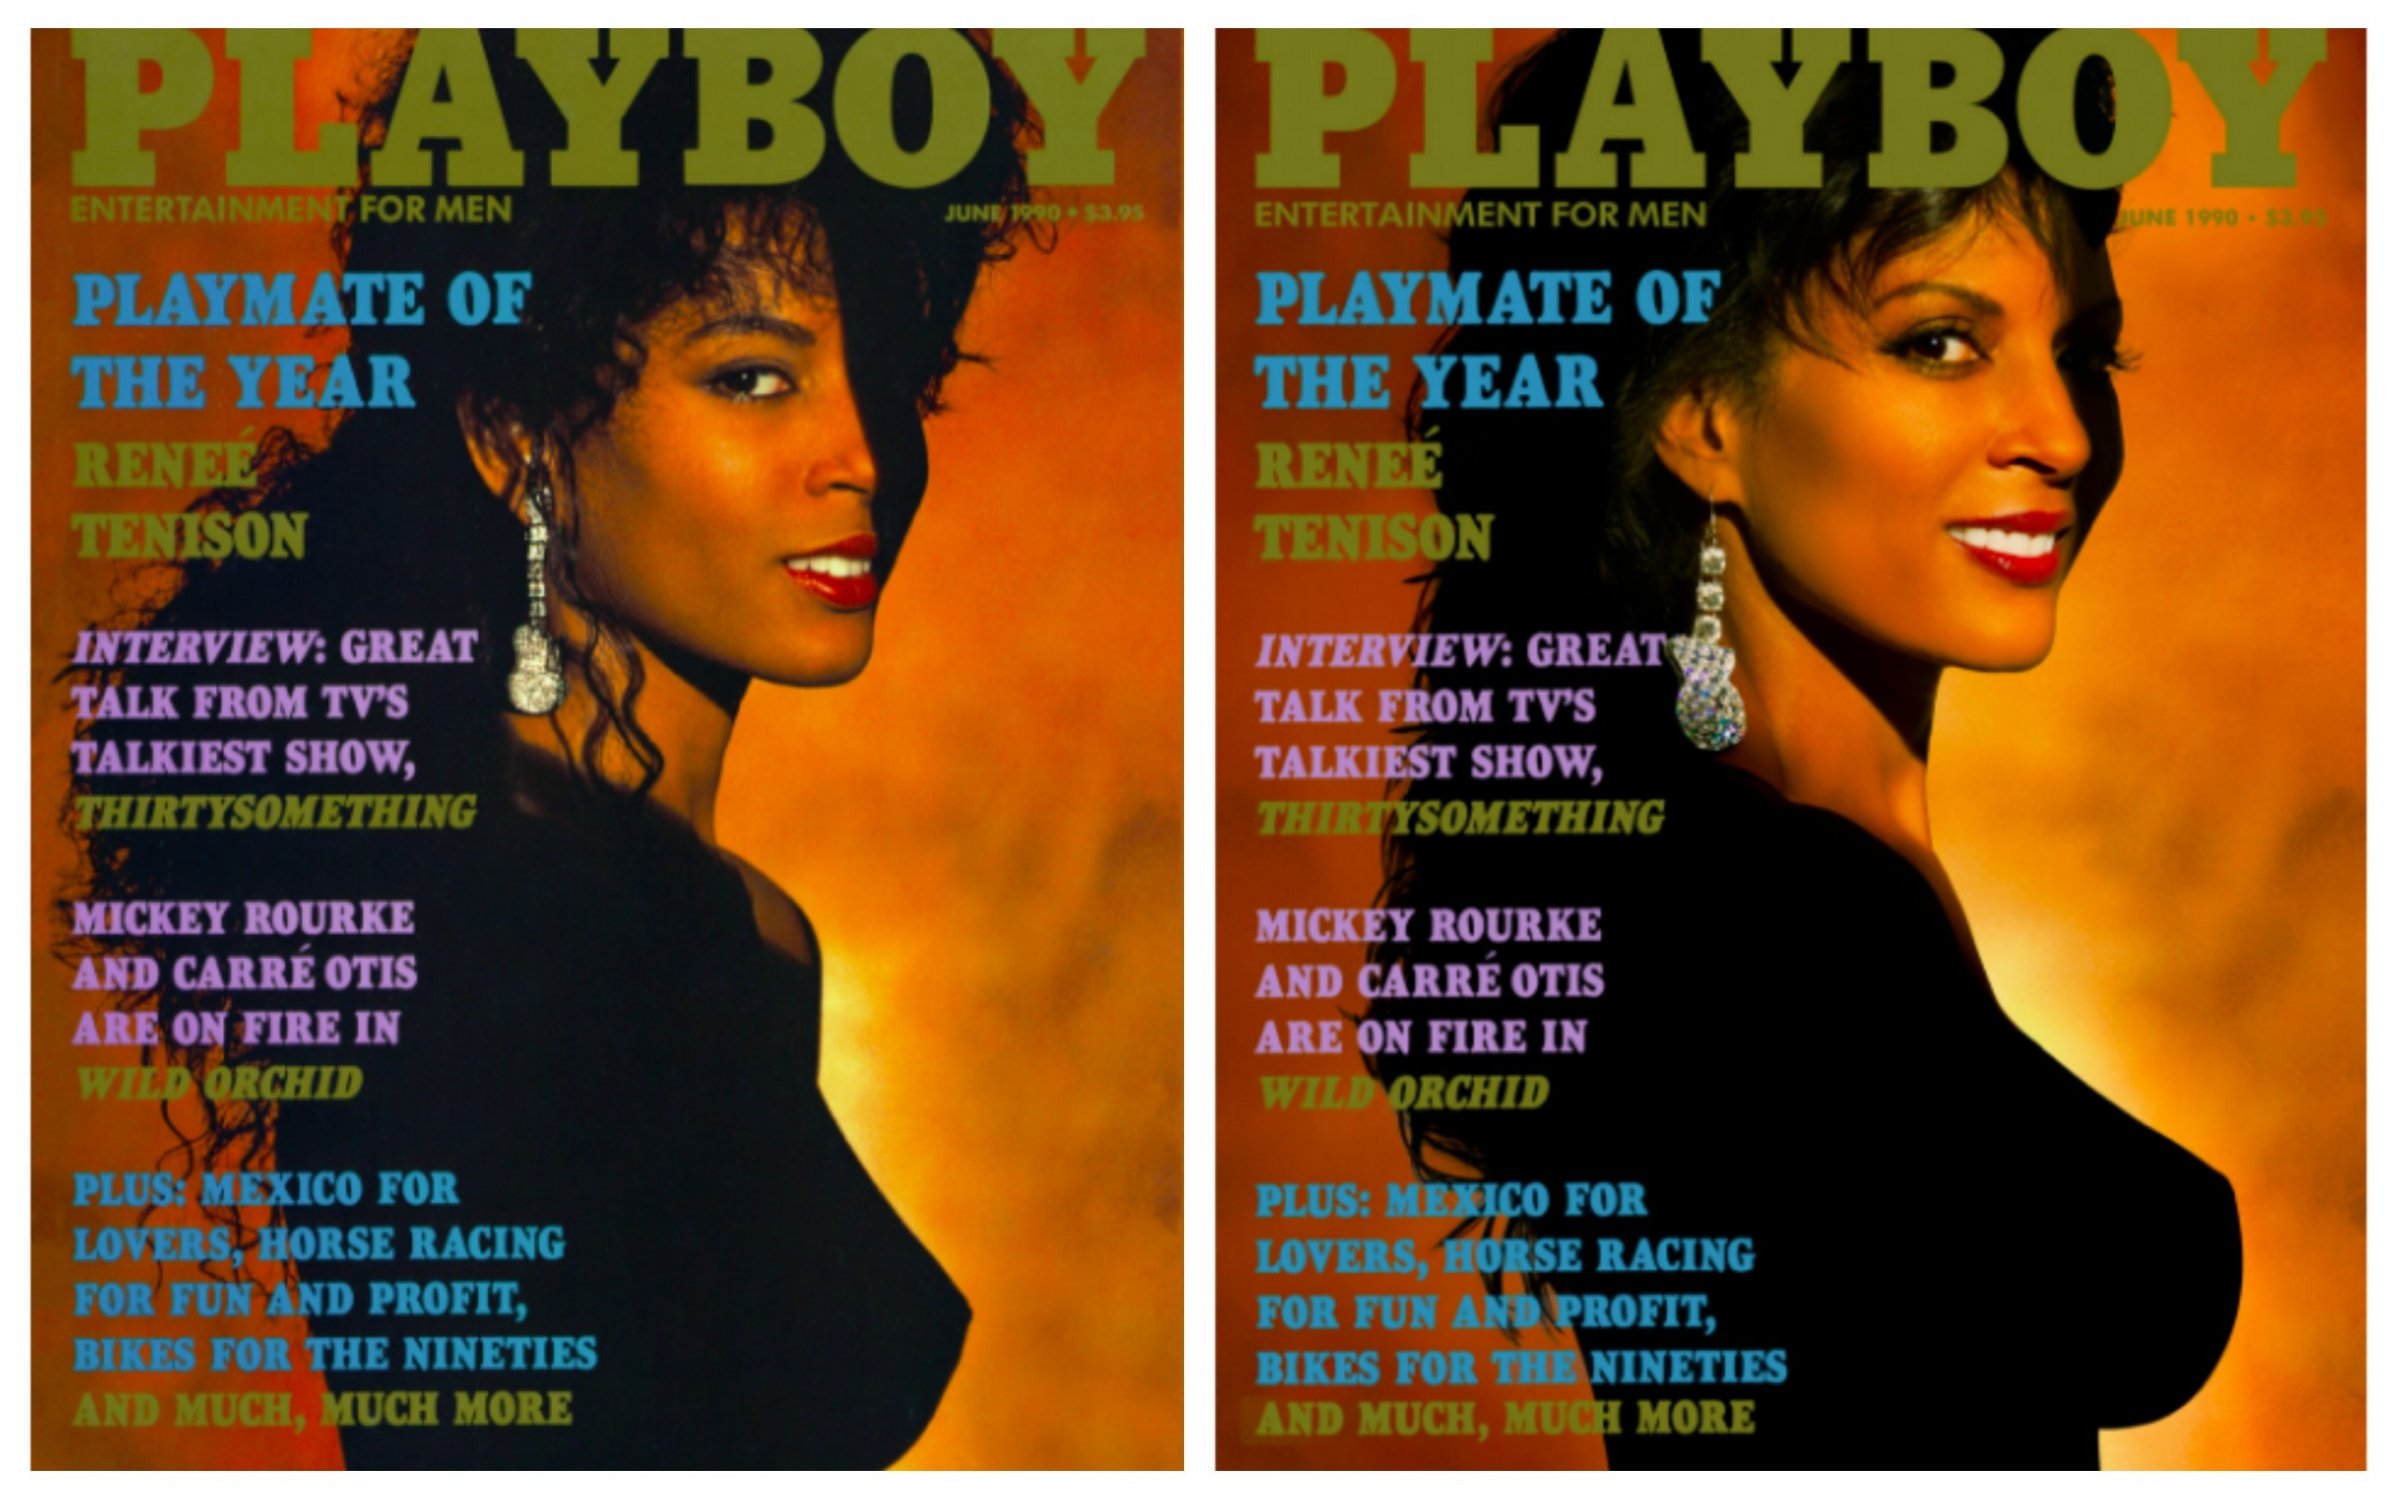 PLAYBOY
ENTERTAINMENT FOR MEN
JUNE 1990 • $3.95
PLAYMATE OF
THE YEAR
RENEÉ
TENISON
INTERVIEW: GREAT
TALK FROM TV'S
TALKIEST SHOW,
THIRTYSOMETHING
MICKEY ROURKE
AND CARRÉ OTIS
ARE ON FIRE IN
WILD ORCHID
PLUS: MEXICO FOR
LOVERS, HORSE RACING
FOR FUN AND PROFIT,
BIKES FOR THE NINETIES
AND MUCH, MUCH MORE
PLAYBOY
ENTERTAINMENT FOR MEN
JUNE 1990 • $3.95
PLAYMATE OF
THE YEAR
RENEÉ
TENISON
INTERVIEW: GREAT
TALK FROM TV'S
TALKIEST SHOW,
THIRTYSOMETHING
MICKEY ROURKE
AND CARRÉ OTIS
ARE ON FIRE IN
WILD ORCHID
PLUS: MEXICO FOR
LOVERS, HORSE RACING
FOR FUN AND PROFIT,
BIKES FOR THE NINETIES
AND MUCH, MUCH MORE